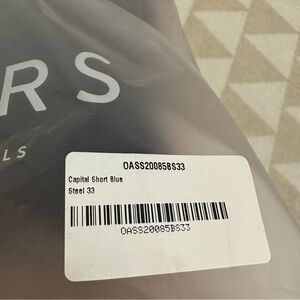 RS
LS
OASS20085BS33
Capital Short Blue
Steel 33
OASS20085BS33